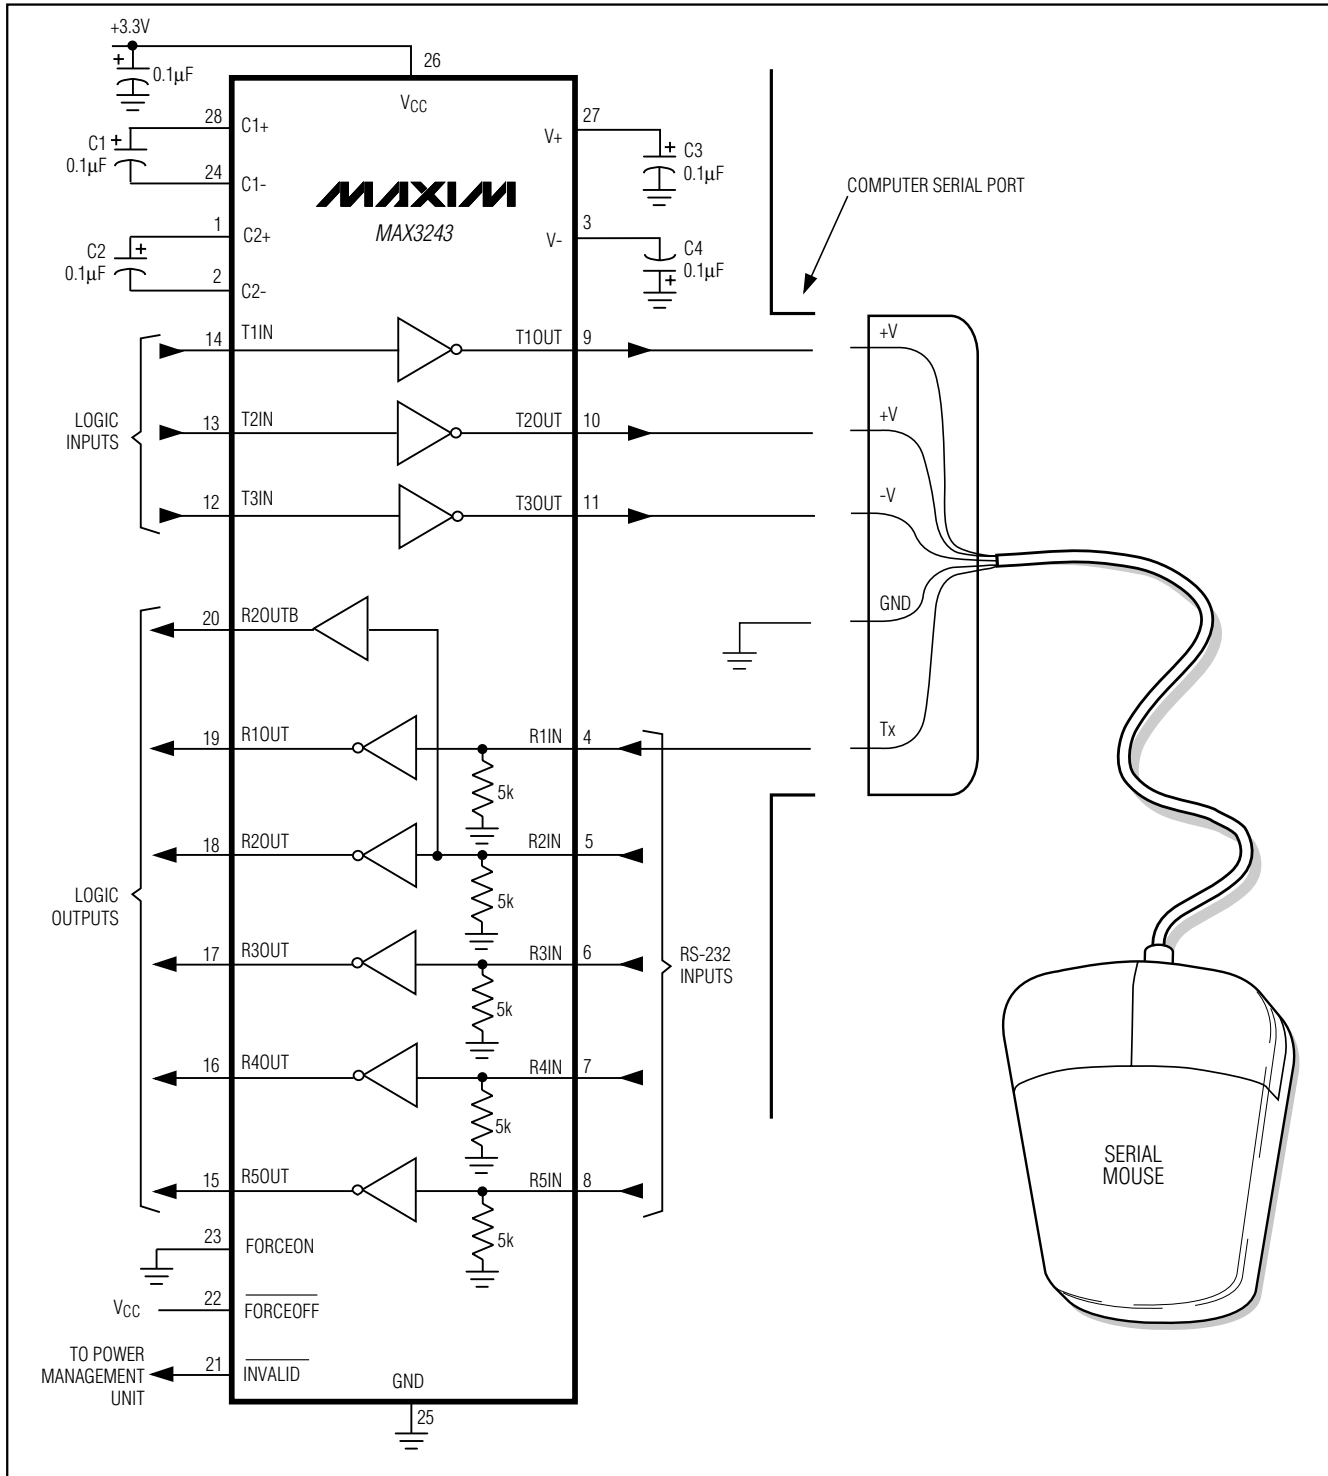 +3.3V
0.1µF
26
VCC
28
C1+
C1
0.1µF
24
C1-
1
C2+
C2
0.1µF
2
C2-
MAXIM
MAX3243
27
V+
C3
0.1µF
3
V-
C4
0.1µF
COMPUTER SERIAL PORT
LOGIC
INPUTS
14
T1IN
T1OUT
9
+V
13
T2IN
T2OUT
10
+V
12
T3IN
T3OUT
11
-V
20
R2OUTB
GND
19
R1OUT
R1IN
4
Tx
5k
18
R2OUT
R2IN
5
5k
LOGIC
OUTPUTS
17
R3OUT
R3IN
6
5k
RS-232
INPUTS
16
R4OUT
R4IN
7
5k
15
R5OUT
R5IN
8
5k
23
FORCEON
VCC
22
FORCEOFF
TO POWER
MANAGEMENT
UNIT
21
INVALID
GND
25
SERIAL
MOUSE